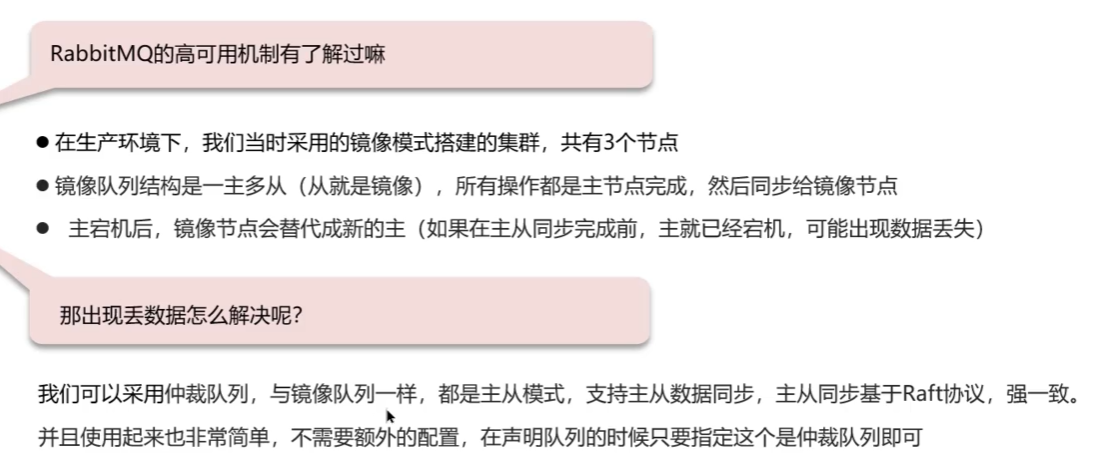 RabbitMQ的高可用机制有了解过嘛
● 在生产环境下，我们当时采用的镜像模式搭建的集群，共有3个节点
● 镜像队列结构是一主多从（从就是镜像），所有操作都是主节点完成，然后同步给镜像节点
● 主宕机后，镜像节点会替代成新的主（如果在主从同步完成前，主就已经宕机，可能出现数据丢失）
那出现丢数据怎么解决呢？
我们可以采用仲裁队列，与镜像队列一样，都是主从模式，支持主从数据同步，主从同步基于Raft协议，强一致。
并且使用起来也非常简单，不需要额外的配置，在声明队列的时候只要指定这个是仲裁队列即可